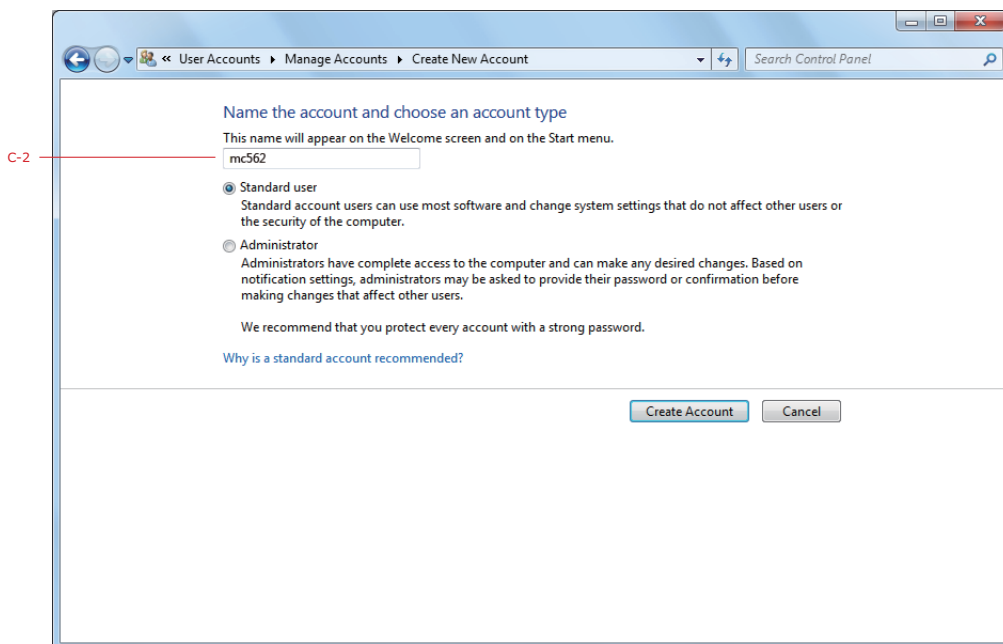 « User Accounts ▸ Manage Accounts ▸ Create New Account
Search Control Panel
Name the account and choose an account type
This name will appear on the Welcome screen and on the Start menu.
C-2
mc562
Standard user
Standard account users can use most software and change system settings that do not affect other users or
the security of the computer.
Administrator
Administrators have complete access to the computer and can make any desired changes. Based on
notification settings, administrators may be asked to provide their password or confirmation before
making changes that affect other users.
We recommend that you protect every account with a strong password.
Why is a standard account recommended?
Create Account
Cancel